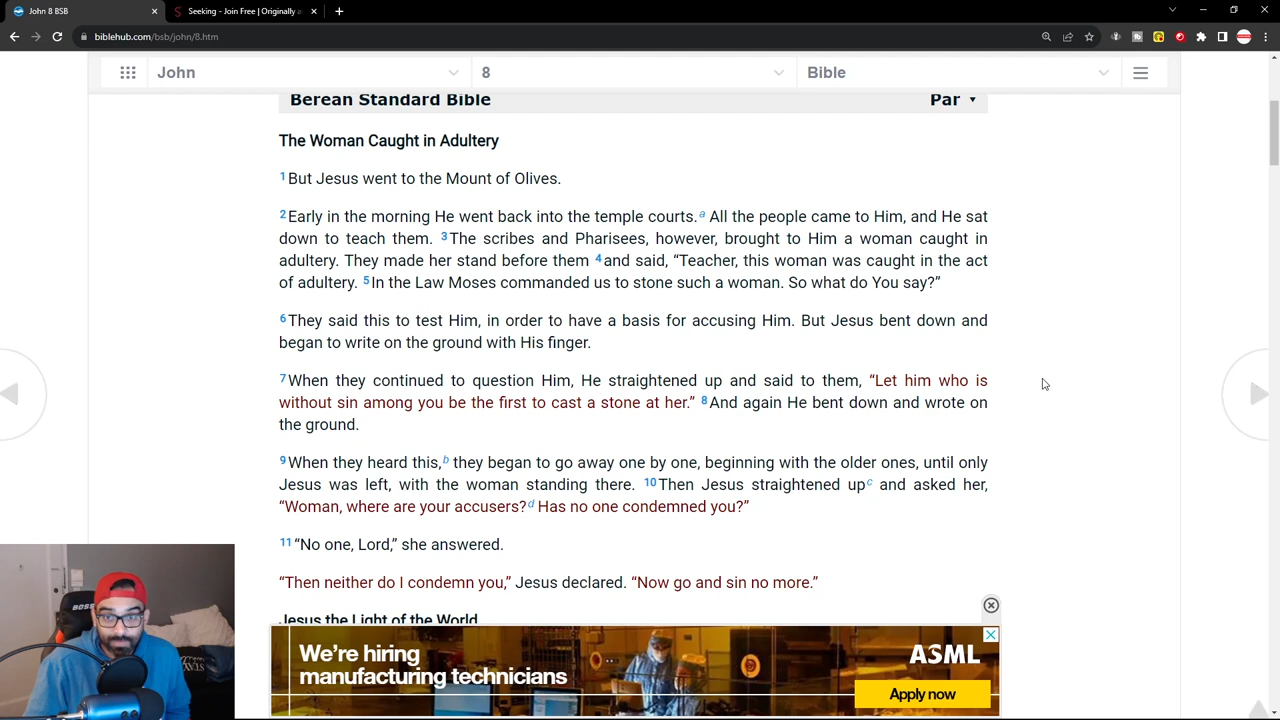 John 8 BSB
Seeking - Join Free | Originally
biblehub.com/bsb/john/8.htm
John 8 Bible
Berean Standard Bible Par
The Woman Caught in Adultery
1 But Jesus went to the Mount of Olives.
2 Early in the morning He went back into the temple courts. a All the people came to Him, and He sat
down to teach them. 3 The scribes and Pharisees, however, brought to Him a woman caught in
adultery. They made her stand before them 4 and said, “Teacher, this woman was caught in the act
of adultery. 5 In the Law Moses commanded us to stone such a woman. So what do You say?”
6 They said this to test Him, in order to have a basis for accusing Him. But Jesus bent down and
began to write on the ground with His finger.
7 When they continued to question Him, He straightened up and said to them, “Let him who is
without sin among you be the first to cast a stone at her.” 8 And again He bent down and wrote on
the ground.
9 When they heard this, b they began to go away one by one, beginning with the older ones, until only
Jesus was left, with the woman standing there. 10 Then Jesus straightened up c and asked her,
“Woman, where are your accusers? d Has no one condemned you?”
11 “No one, Lord,” she answered.
“Then neither do I condemn you,” Jesus declared. “Now go and sin no more.”
Jesus the Light of the World
We’re hiring
manufacturing technicians
ASML
Apply now
BOSS